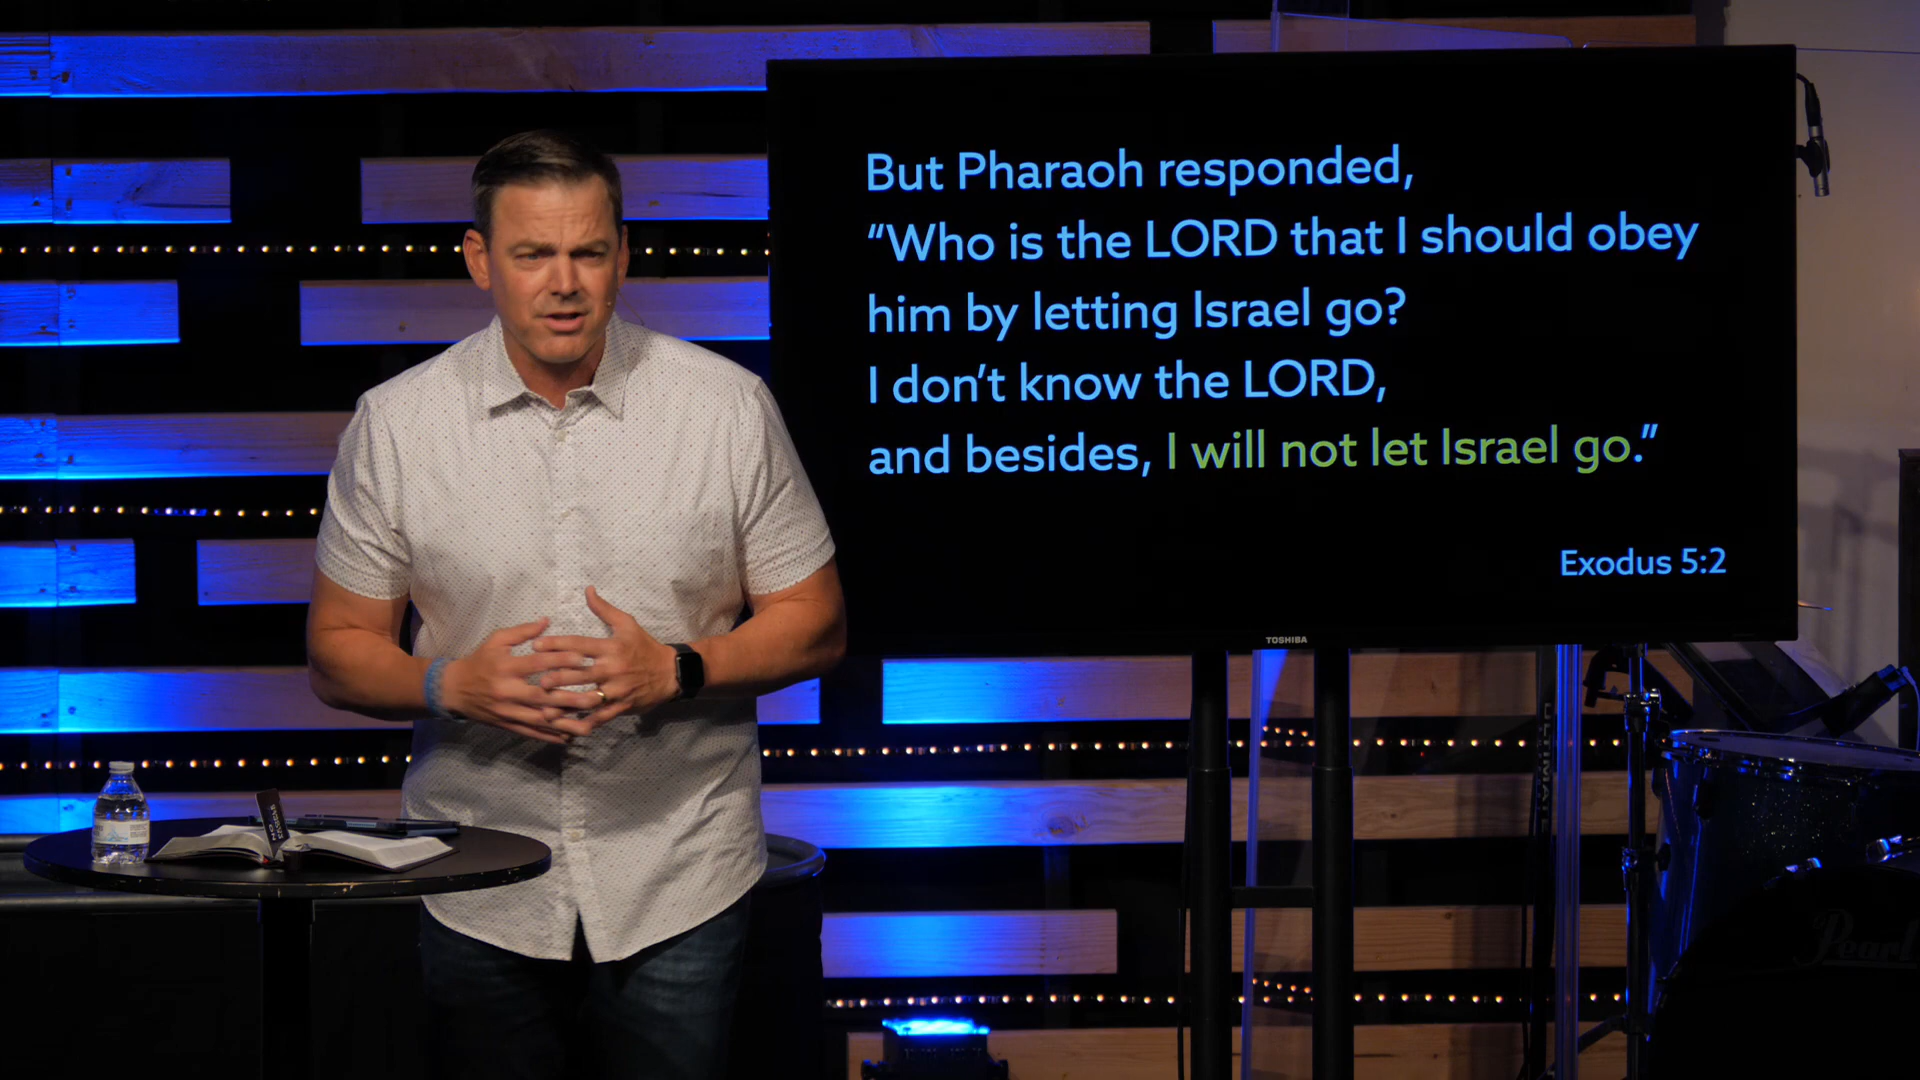 But Pharaoh responded,
“Who is the LORD that I should obey
him by letting Israel go?
I don’t know the LORD,
and besides, I will not let Israel go.”
Exodus 5:2
TOSHIBA
Pearl